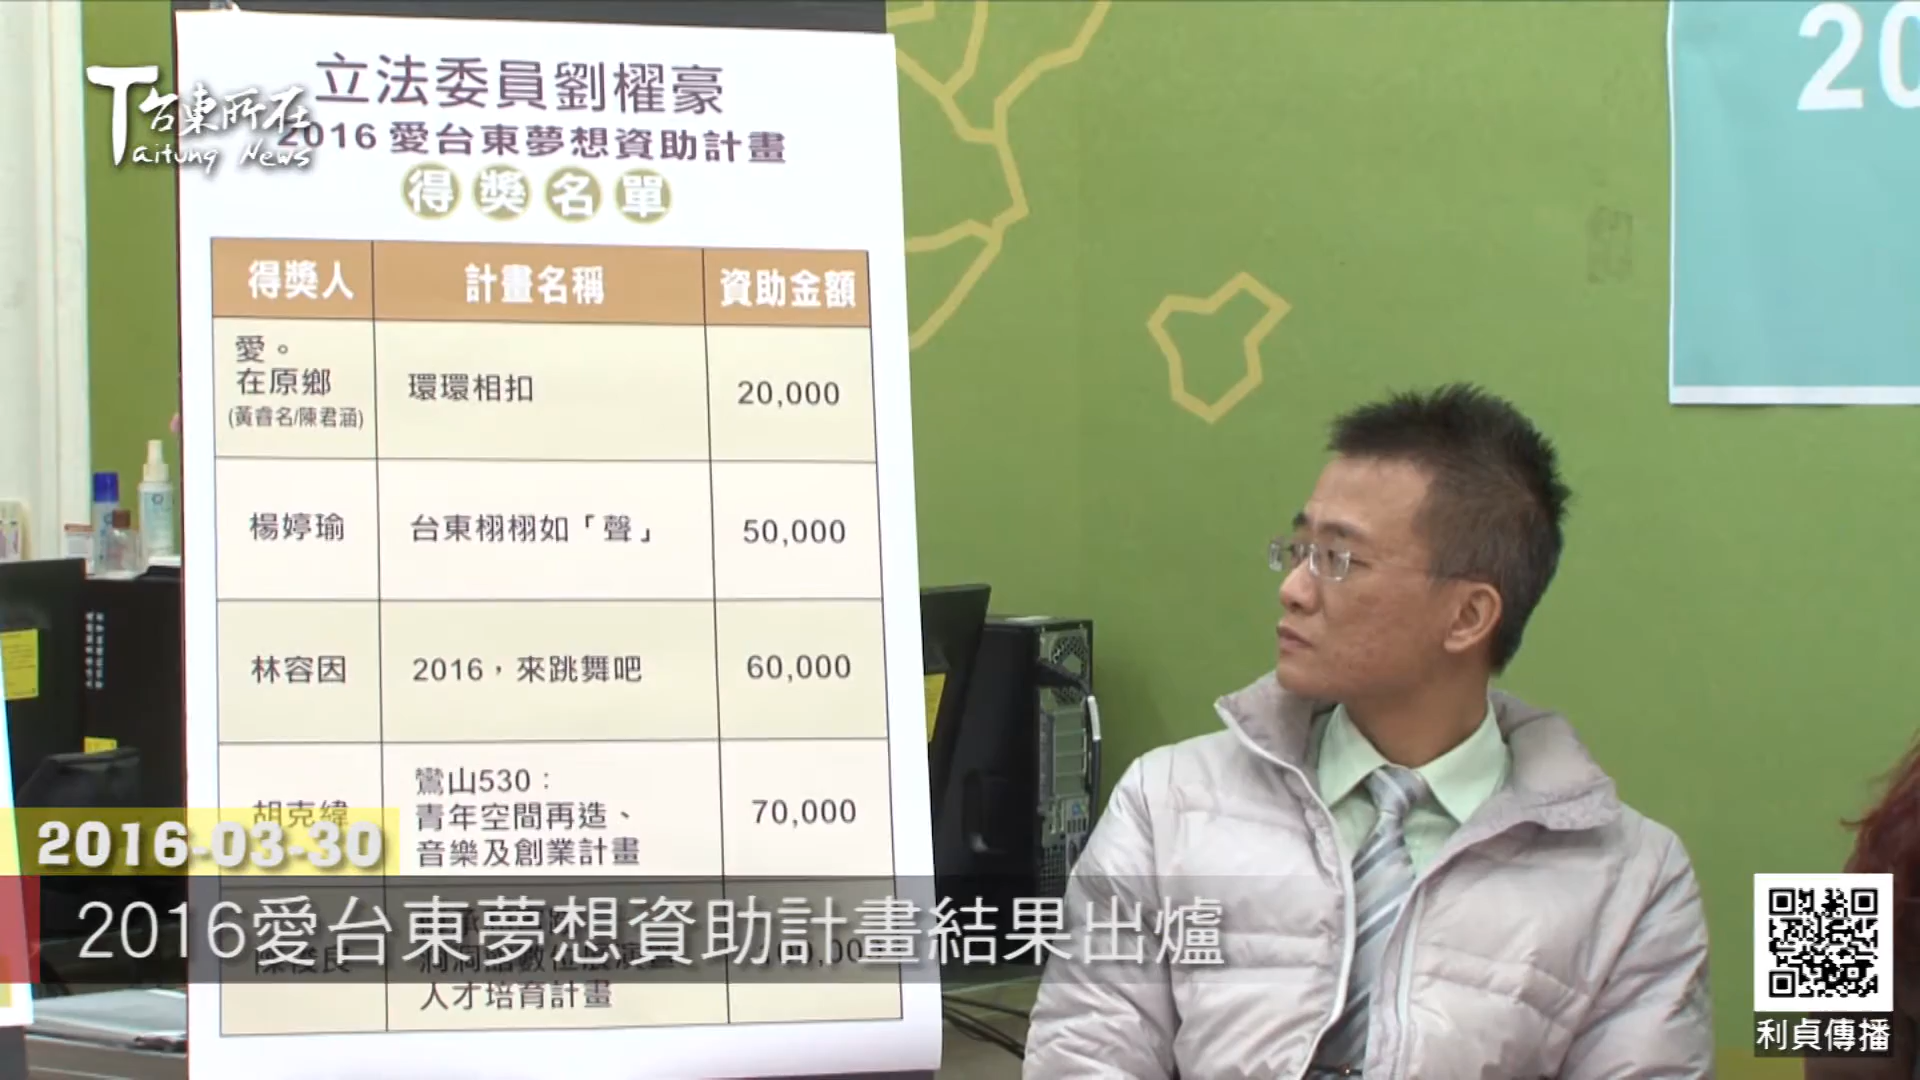 台東所在
Taitung News
立法委員劉櫂豪
2016 愛台東夢想資助計畫
得獎名單
得獎人 計畫名稱 資助金額
愛。
在原鄉
(黃睿名/陳君涵)
環環相扣
20,000
楊婷瑜 台東栩栩如「聲」 50,000
林容因 2016,來跳舞吧 60,000
胡克緯
鸞山530:
青年空間再造、
音樂及創業計畫
70,000
人才培育計畫
20
2016-03-30
2016愛台東夢想資助計畫結果出爐
利貞傳播